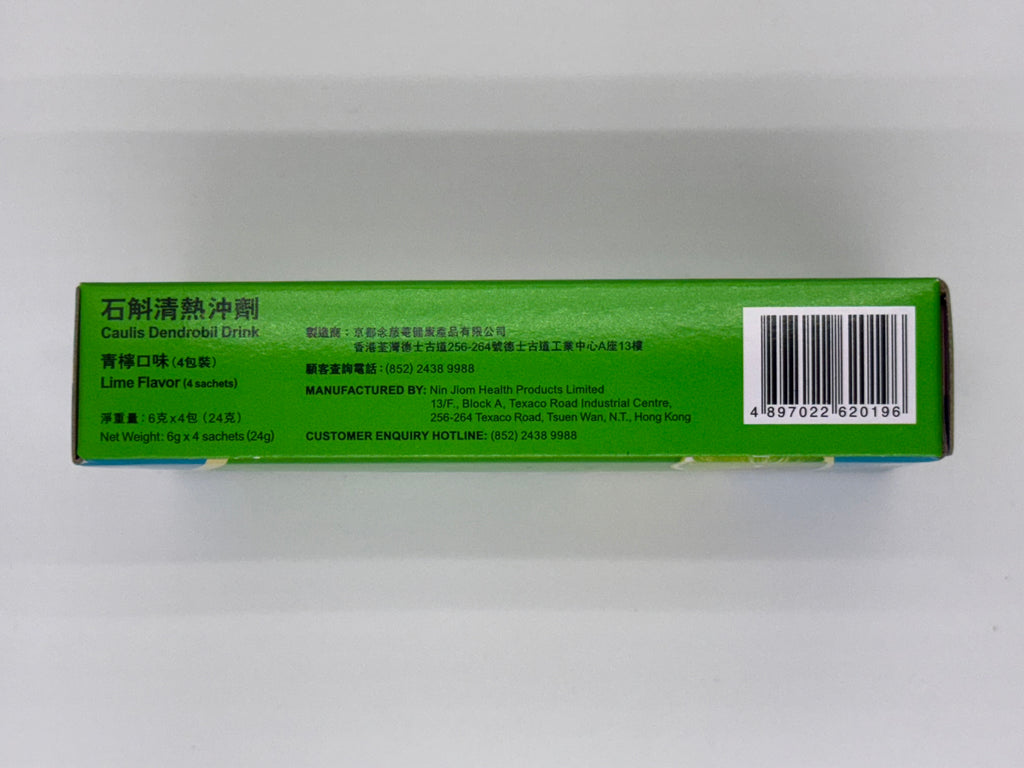 石斛清熱沖劑
Caulis Dendrobii Drink
青檸口味(4包裝)
Lime Flavor (4 sachets)
淨重量：6克x4包（24克）
Net Weight: 6g x 4 sachets (24g)
製造商：京都念慈菴健康產品有限公司
香港荃灣德士古道256-264號德士古道工業中心A座13樓
顧客查詢電話：(852) 2438 9988
MANUFACTURED BY: Nin Jiom Health Products Limited
13/F., Block A, Texaco Road Industrial Centre,
256-264 Texaco Road, Tsuen Wan, N.T., Hong Kong
CUSTOMER ENQUIRY HOTLINE: (852) 2438 9988
4 897022 620196